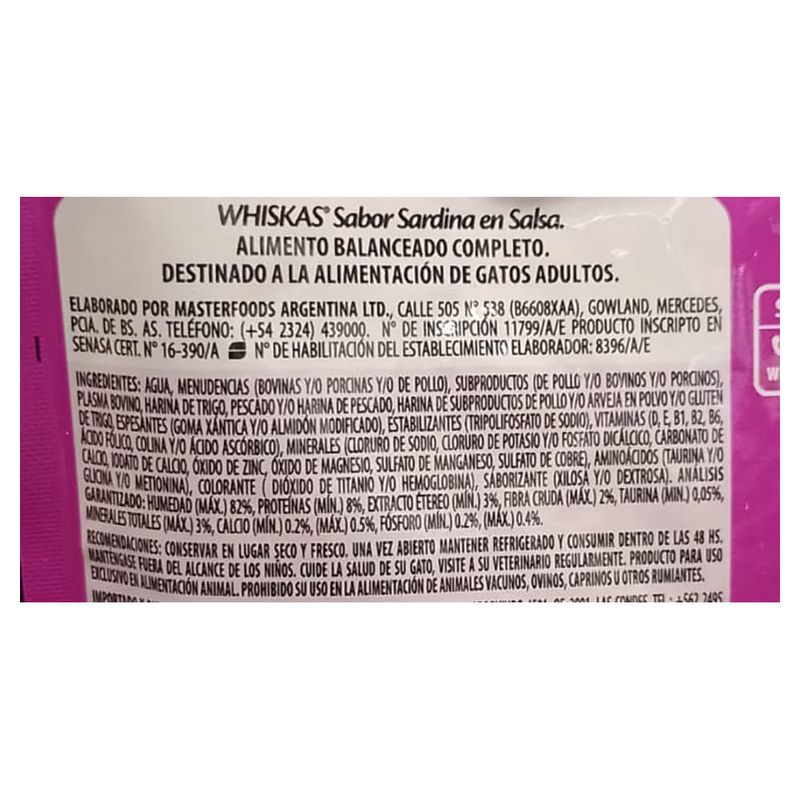 WHISKAS® Sabor Sardina en Salsa.
ALIMENTO BALANCEADO COMPLETO.
DESTINADO A LA ALIMENTACIÓN DE GATOS ADULTOS.
ELABORADO POR MASTERFOODS ARGENTINA LTD., CALLE 505 N° 538 (B6608XAA), GOWLAND, MERCEDES,
PCIA. DE BS. AS. TELÉFONO: (+54 2324) 439000. N° DE INSCRIPCIÓN 11799/A/E PRODUCTO INSCRIPTO EN
SENASA CERT. N° 16-390/A N° DE HABILITACIÓN DEL ESTABLECIMIENTO ELABORADOR: 8396/A/E
INGREDIENTES: AGUA, MENUDENCIAS (BOVINAS Y/O PORCINAS Y/O DE POLLO), SUBPRODUCTOS (DE POLLO Y/O BOVINOS Y/O PORCINOS),
PLASMA BOVINO, HARINA DE TRIGO, PESCADO Y/O HARINA DE PESCADO, HARINA DE SUBPRODUCTOS DE POLLO Y/O ARVEJA EN POLVO Y/O GLUTEN
DE TRIGO, ESPESANTES (GOMA XÁNTICA Y/O ALMIDÓN MODIFICADO), ESTABILIZANTES (TRIPOLIFOSFATO DE SODIO), VITAMINAS (D, E, B1, B2, B6,
ÁCIDO FÓLICO, COLINA Y/O ÁCIDO ASCÓRBICO), MINERALES (CLORURO DE SODIO, CLORURO DE POTASIO Y/O FOSFATO DICÁLCICO, CARBONATO DE
CALCIO, IODATO DE CALCIO, ÓXIDO DE ZINC, ÓXIDO DE MAGNESIO, SULFATO DE MANGANESO, SULFATO DE COBRE), AMINOÁCIDOS (TAURINA Y/O
GLICINA Y/O METIONINA), COLORANTE ( DIÓXIDO DE TITANIO Y/O HEMOGLOBINA), SABORIZANTE (XILOSA Y/O DEXTROSA). ANÁLISIS
GARANTIZADO: HUMEDAD (MÁX.) 82%, PROTEÍNAS (MÍN.) 8%, EXTRACTO ÉTEREO (MÍN.) 3%, FIBRA CRUDA (MÁX.) 2%, TAURINA (MIN.) 0,05%,
MINERALES TOTALES (MÁX.) 3%, CALCIO (MÍN.) 0.2%, (MÁX.) 0.5%, FÓSFORO (MÍN.) 0.2%, (MÁX.) 0.4%.
RECOMENDACIONES: CONSERVAR EN LUGAR SECO Y FRESCO. UNA VEZ ABIERTO MANTENER REFRIGERADO Y CONSUMIR DENTRO DE LAS 48 HS.
MANTÉNGASE FUERA DEL ALCANCE DE LOS NIÑOS. CUIDE LA SALUD DE SU GATO, VISITE A SU VETERINARIO REGULARMENTE. PRODUCTO PARA USO
EXCLUSIVO EN ALIMENTACIÓN ANIMAL. PROHIBIDO SU USO EN LA ALIMENTACIÓN DE ANIMALES VACUNOS, OVINOS, CAPRINOS U OTROS RUMIANTES.